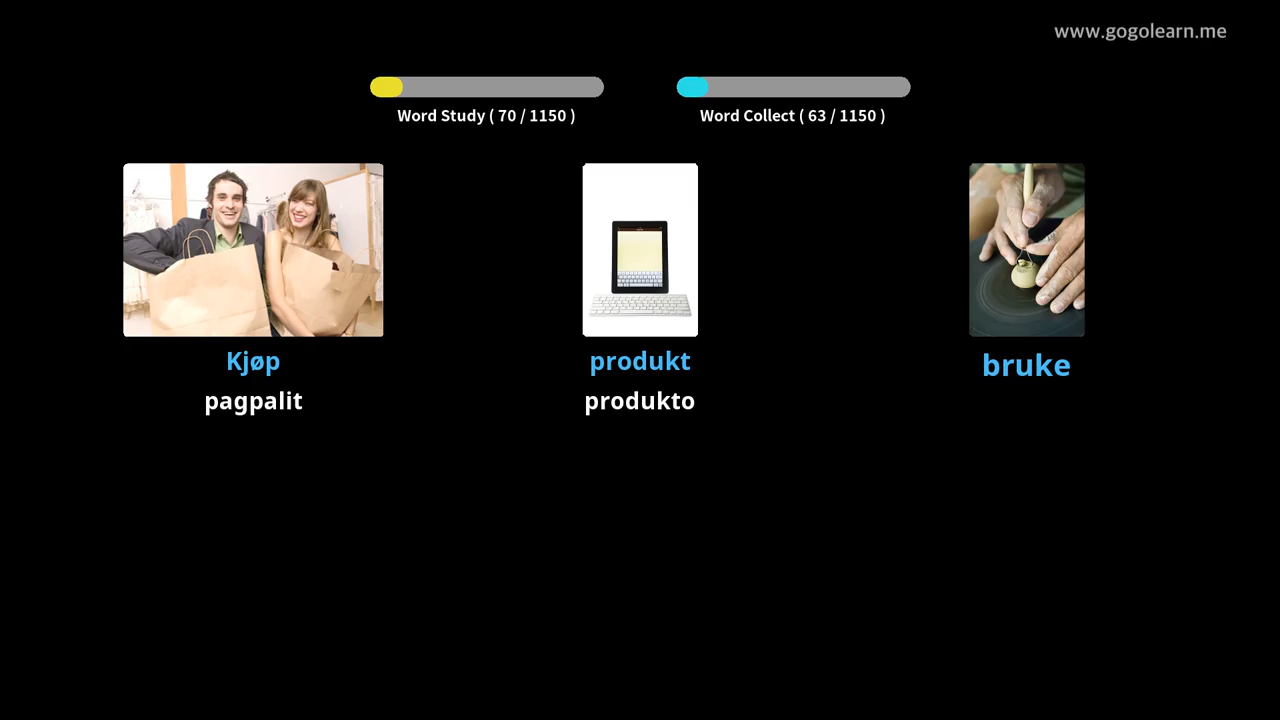 www.gogolearn.me
Word Study ( 70 / 1150 )
Word Collect ( 63 / 1150 )
Kjøp
produkt
bruke
pagpalit
produkto